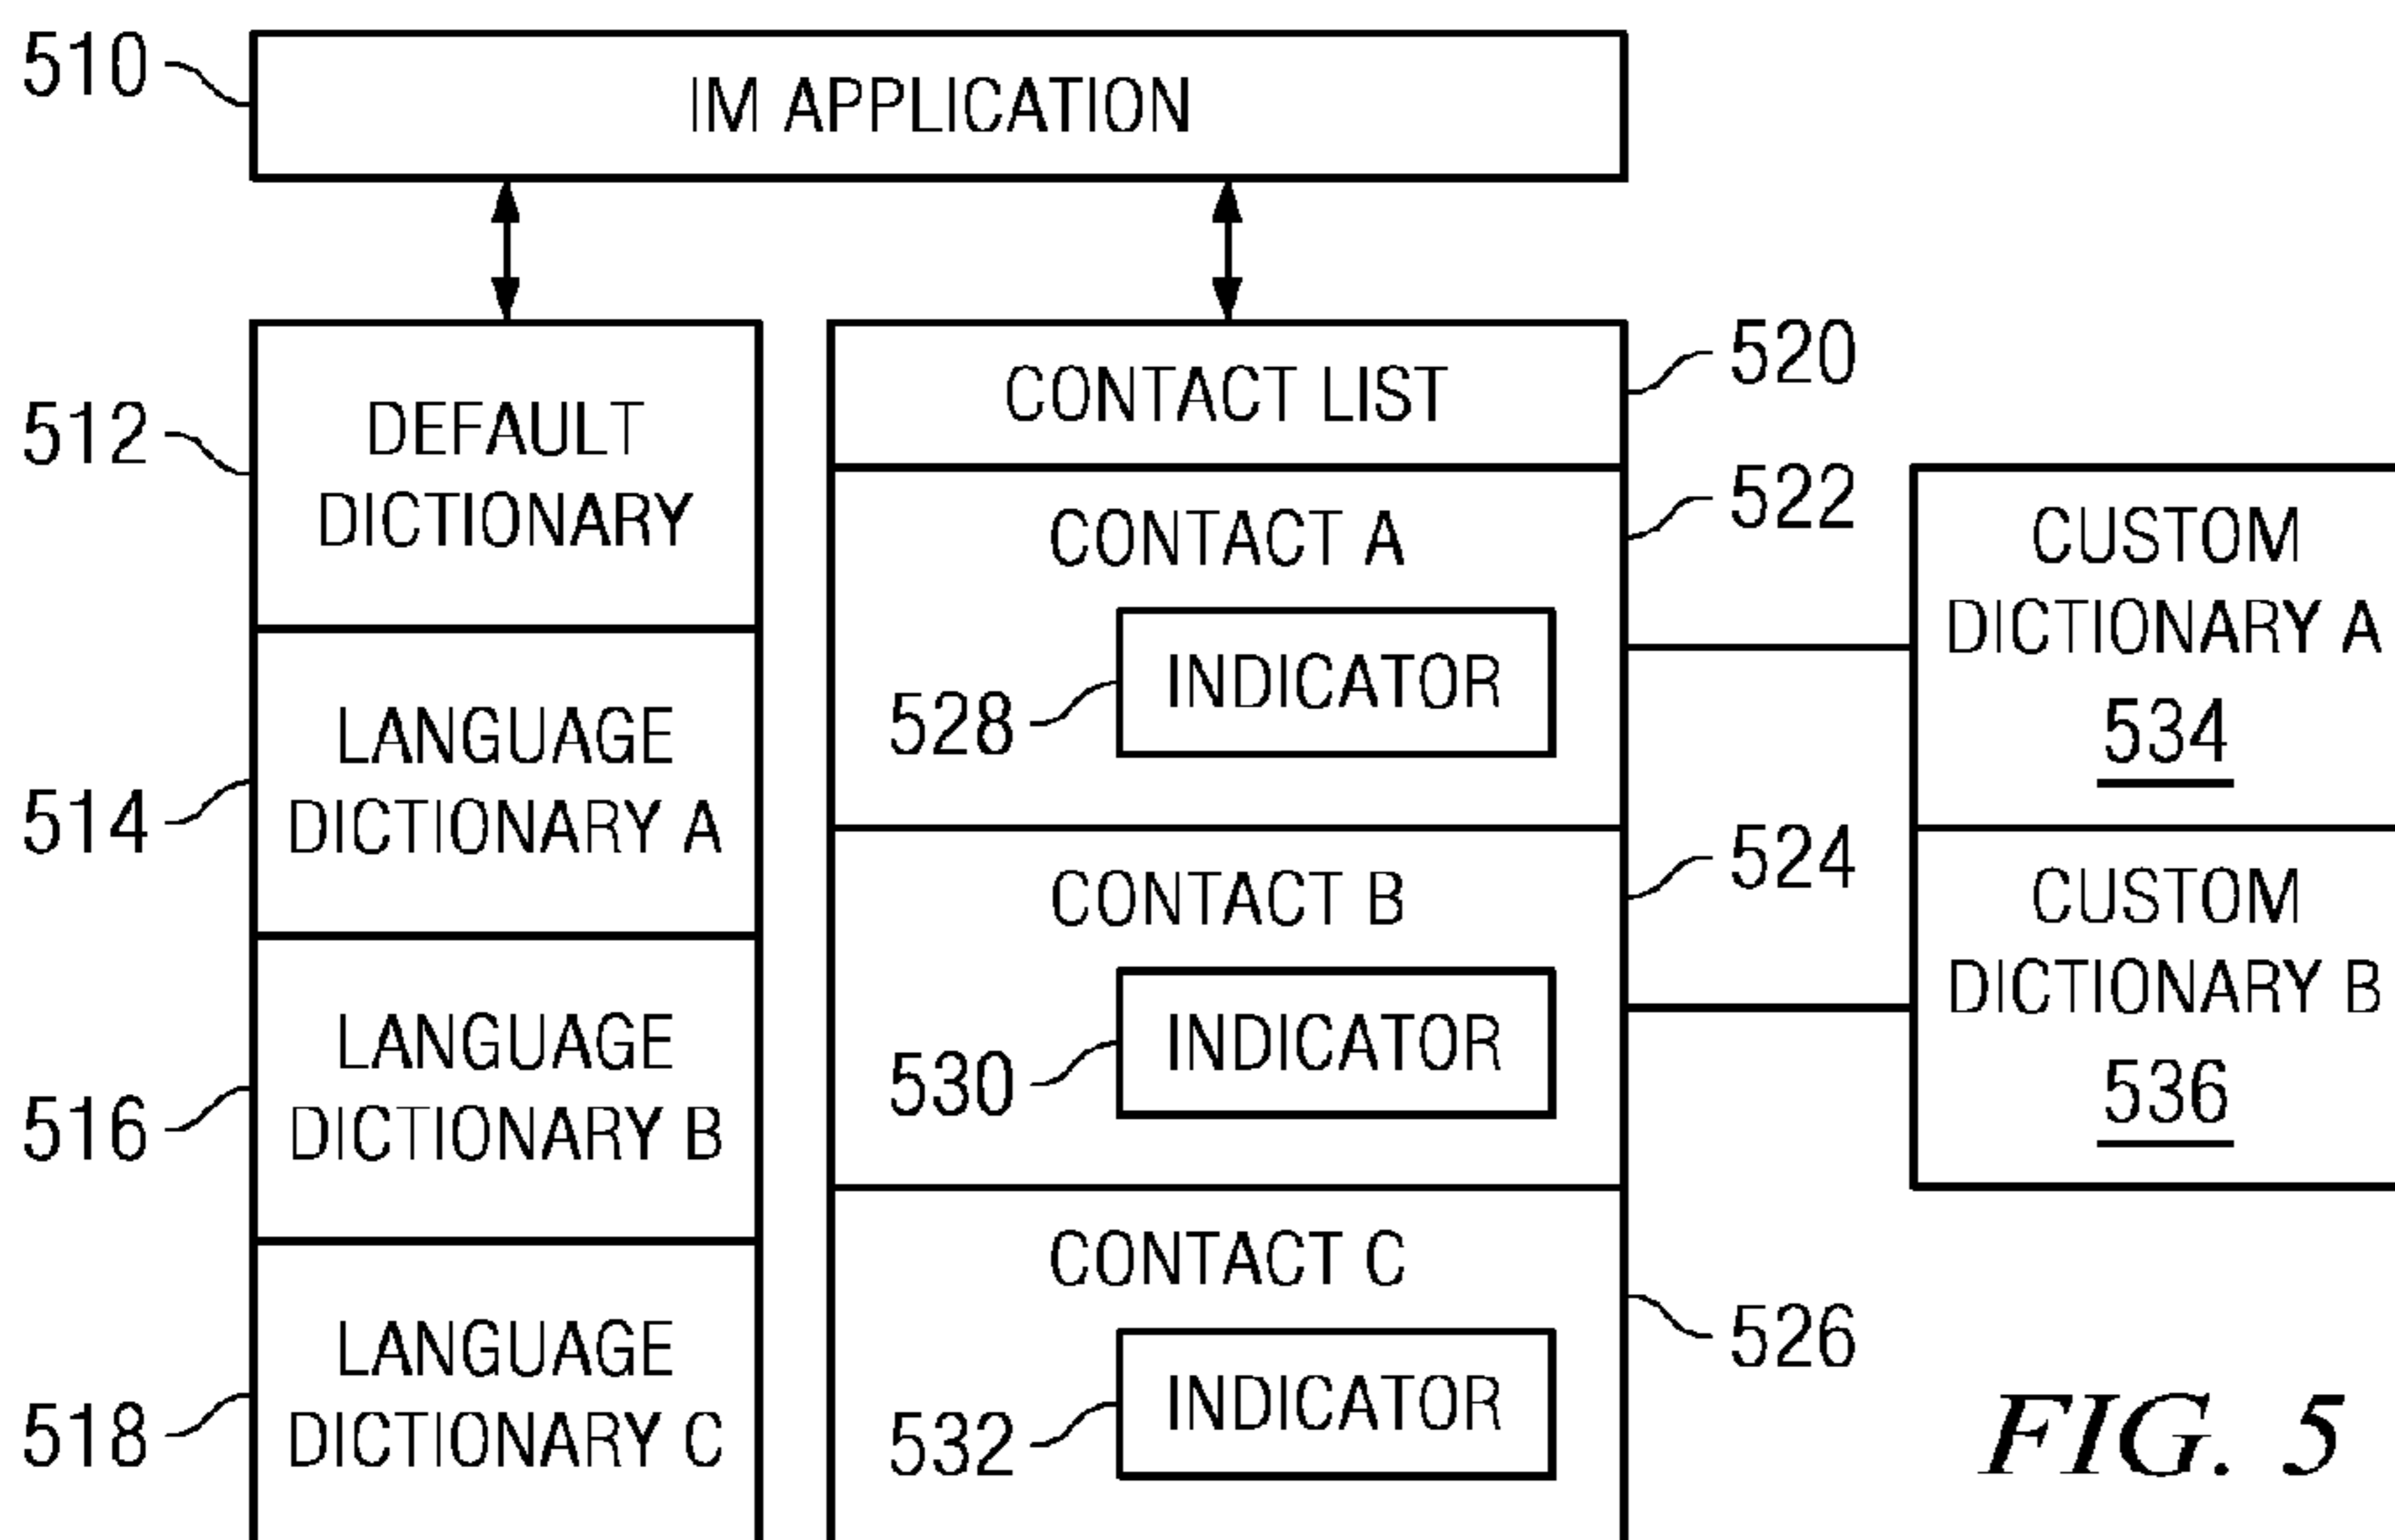 510
IM APPLICATION
512
DEFAULT
DICTIONARY
514
LANGUAGE
DICTIONARY A
516
LANGUAGE
DICTIONARY B
518
LANGUAGE
DICTIONARY C
CONTACT LIST
520
CONTACT A
522
INDICATOR
528
CONTACT B
524
INDICATOR
530
CONTACT C
526
INDICATOR
532
CUSTOM
DICTIONARY A
534
CUSTOM
DICTIONARY B
536
FIG. 5